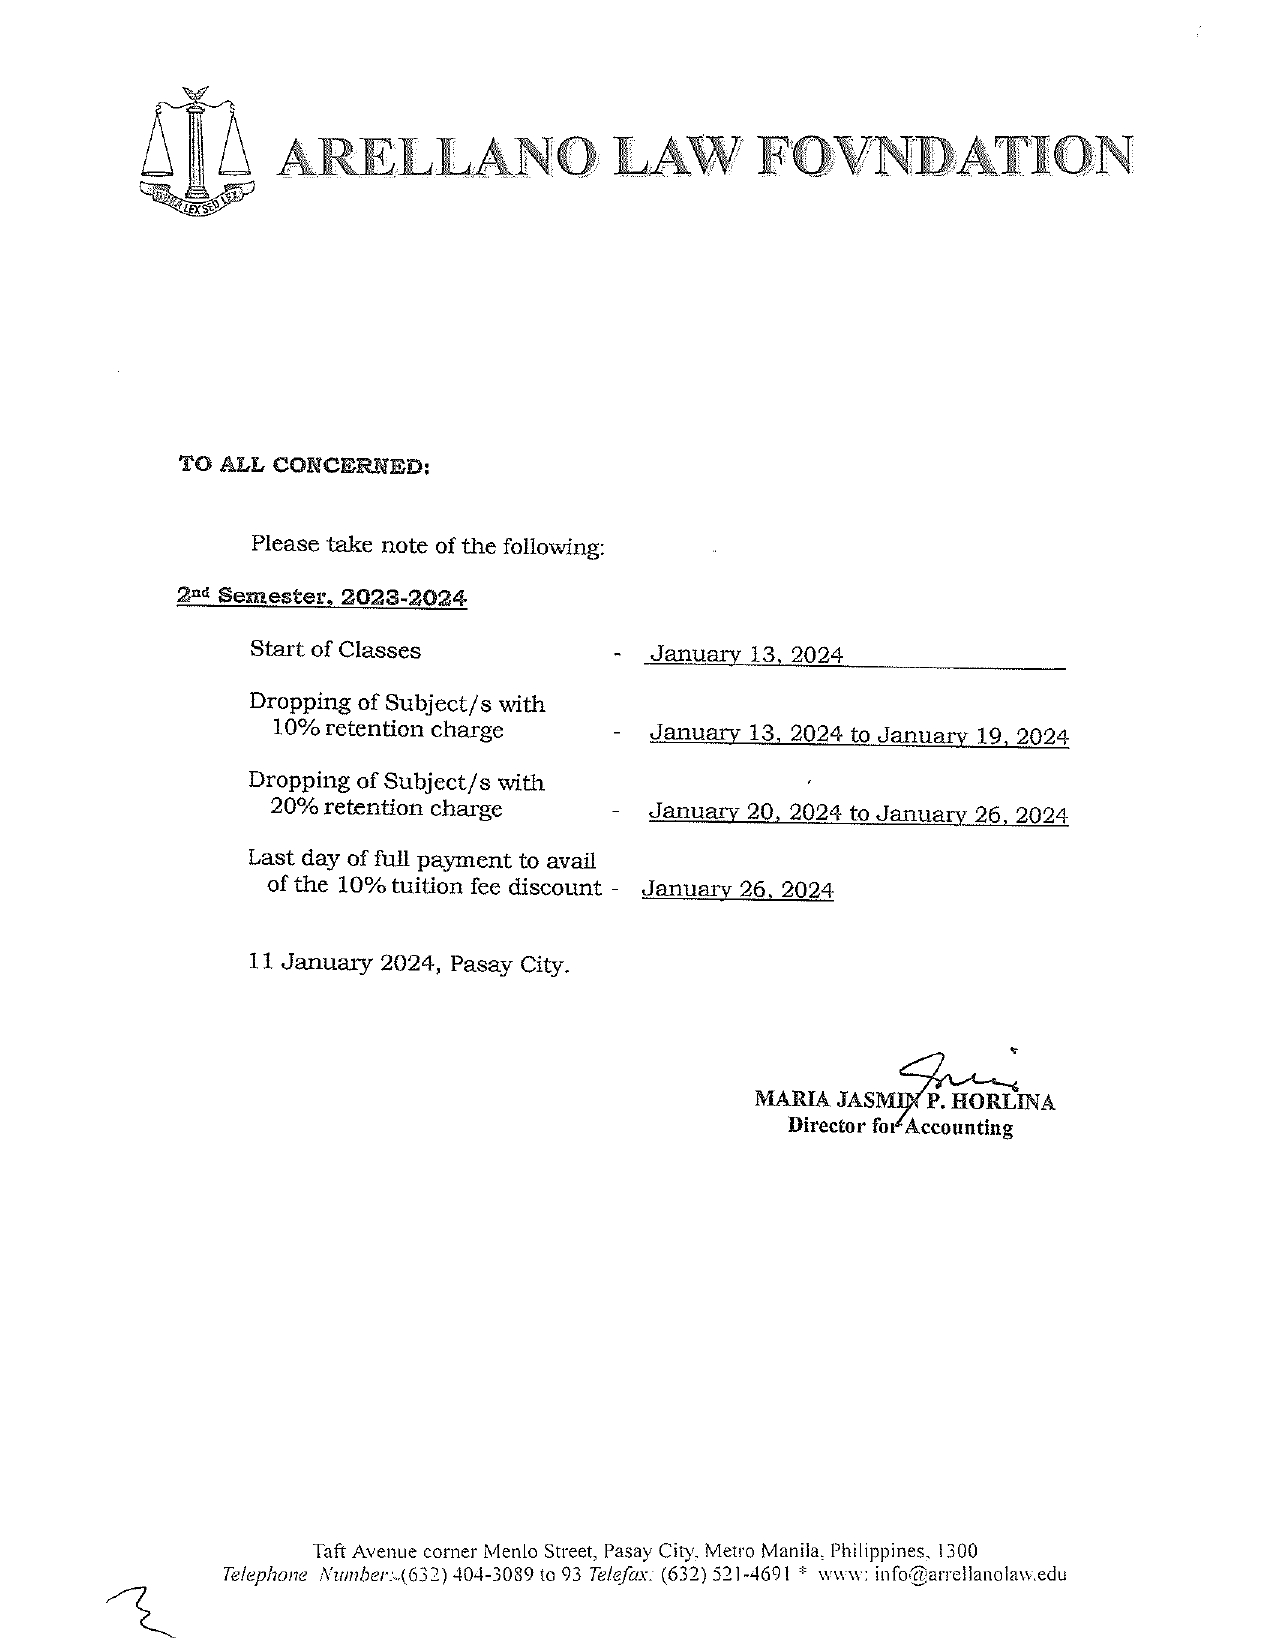 ARELLANO LAW FOVNDATION
LEX SED LEX
TO ALL CONCERNED:
Please take note of the following:
2nd Semester, 2023-2024
Start of Classes - January 13, 2024
Dropping of Subject/s with
10% retention charge - January 13, 2024 to January 19, 2024
Dropping of Subject/s with
20% retention charge - January 20, 2024 to January 26, 2024
Last day of full payment to avail
of the 10% tuition fee discount - January 26, 2024
11 January 2024, Pasay City.
MARIA JASMIN P. HORLINA
Director for Accounting
Taft Avenue corner Menlo Street, Pasay City, Metro Manila, Philippines, 1300
Telephone Number:-(632) 404-3089 to 93 Telefax: (632) 521-4691 * www: info@arrellanolaw.edu